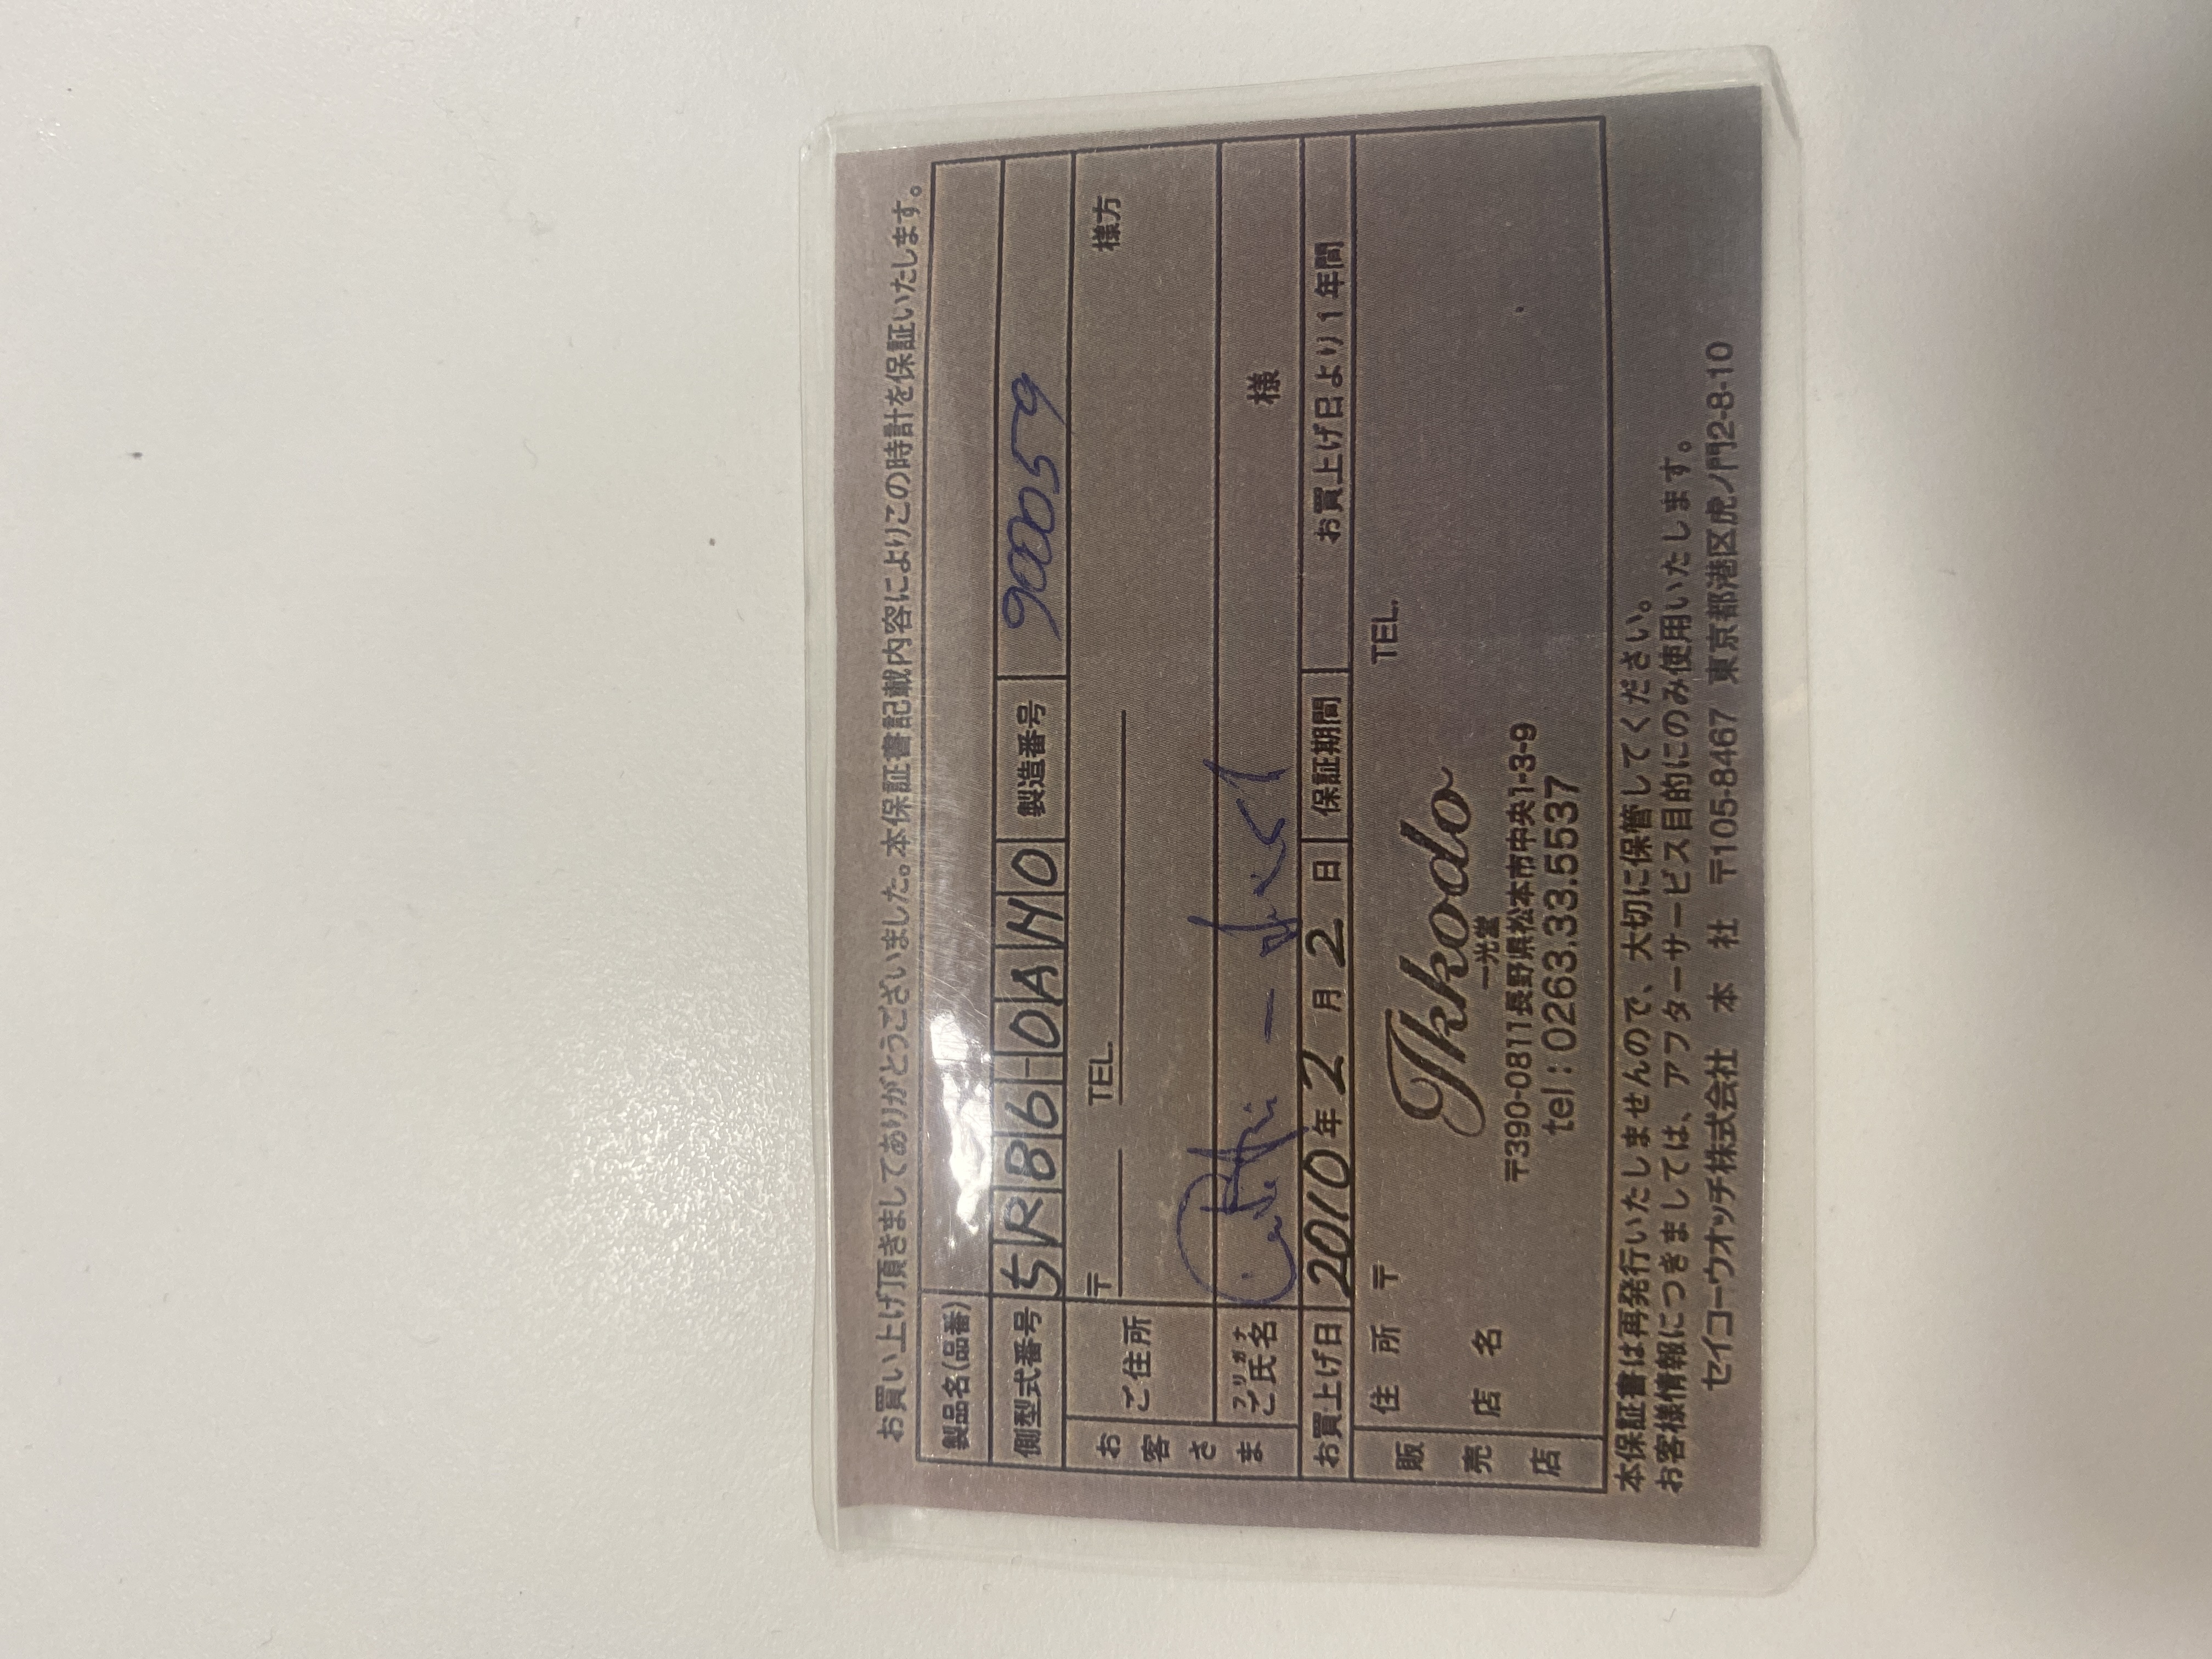 お買い上げ頂きましてありがとうございました。本保証書記載内容によりこの時計を保証いたします。
製品名(品番)
側型式番号 5R86-0AH0 製造番号 900059
お客さま
ご住所 〒 TEL. 様方
フリガナ
ご氏名 様
お買上げ日 2010年2月2日 保証期間 お買上げ日より1年間
販売店
住所 〒 TEL.
店名
Ikkodo
一光堂
〒390-0811長野県松本市中央1-3-9
tel:0263.33.5537
本保証書は再発行いたしませんので、大切に保管してください。
お客様情報につきましては、アフターサービス目的にのみ使用いたします。
セイコーウオッチ株式会社 本 社 〒105-8467 東京都港区虎ノ門2-8-10